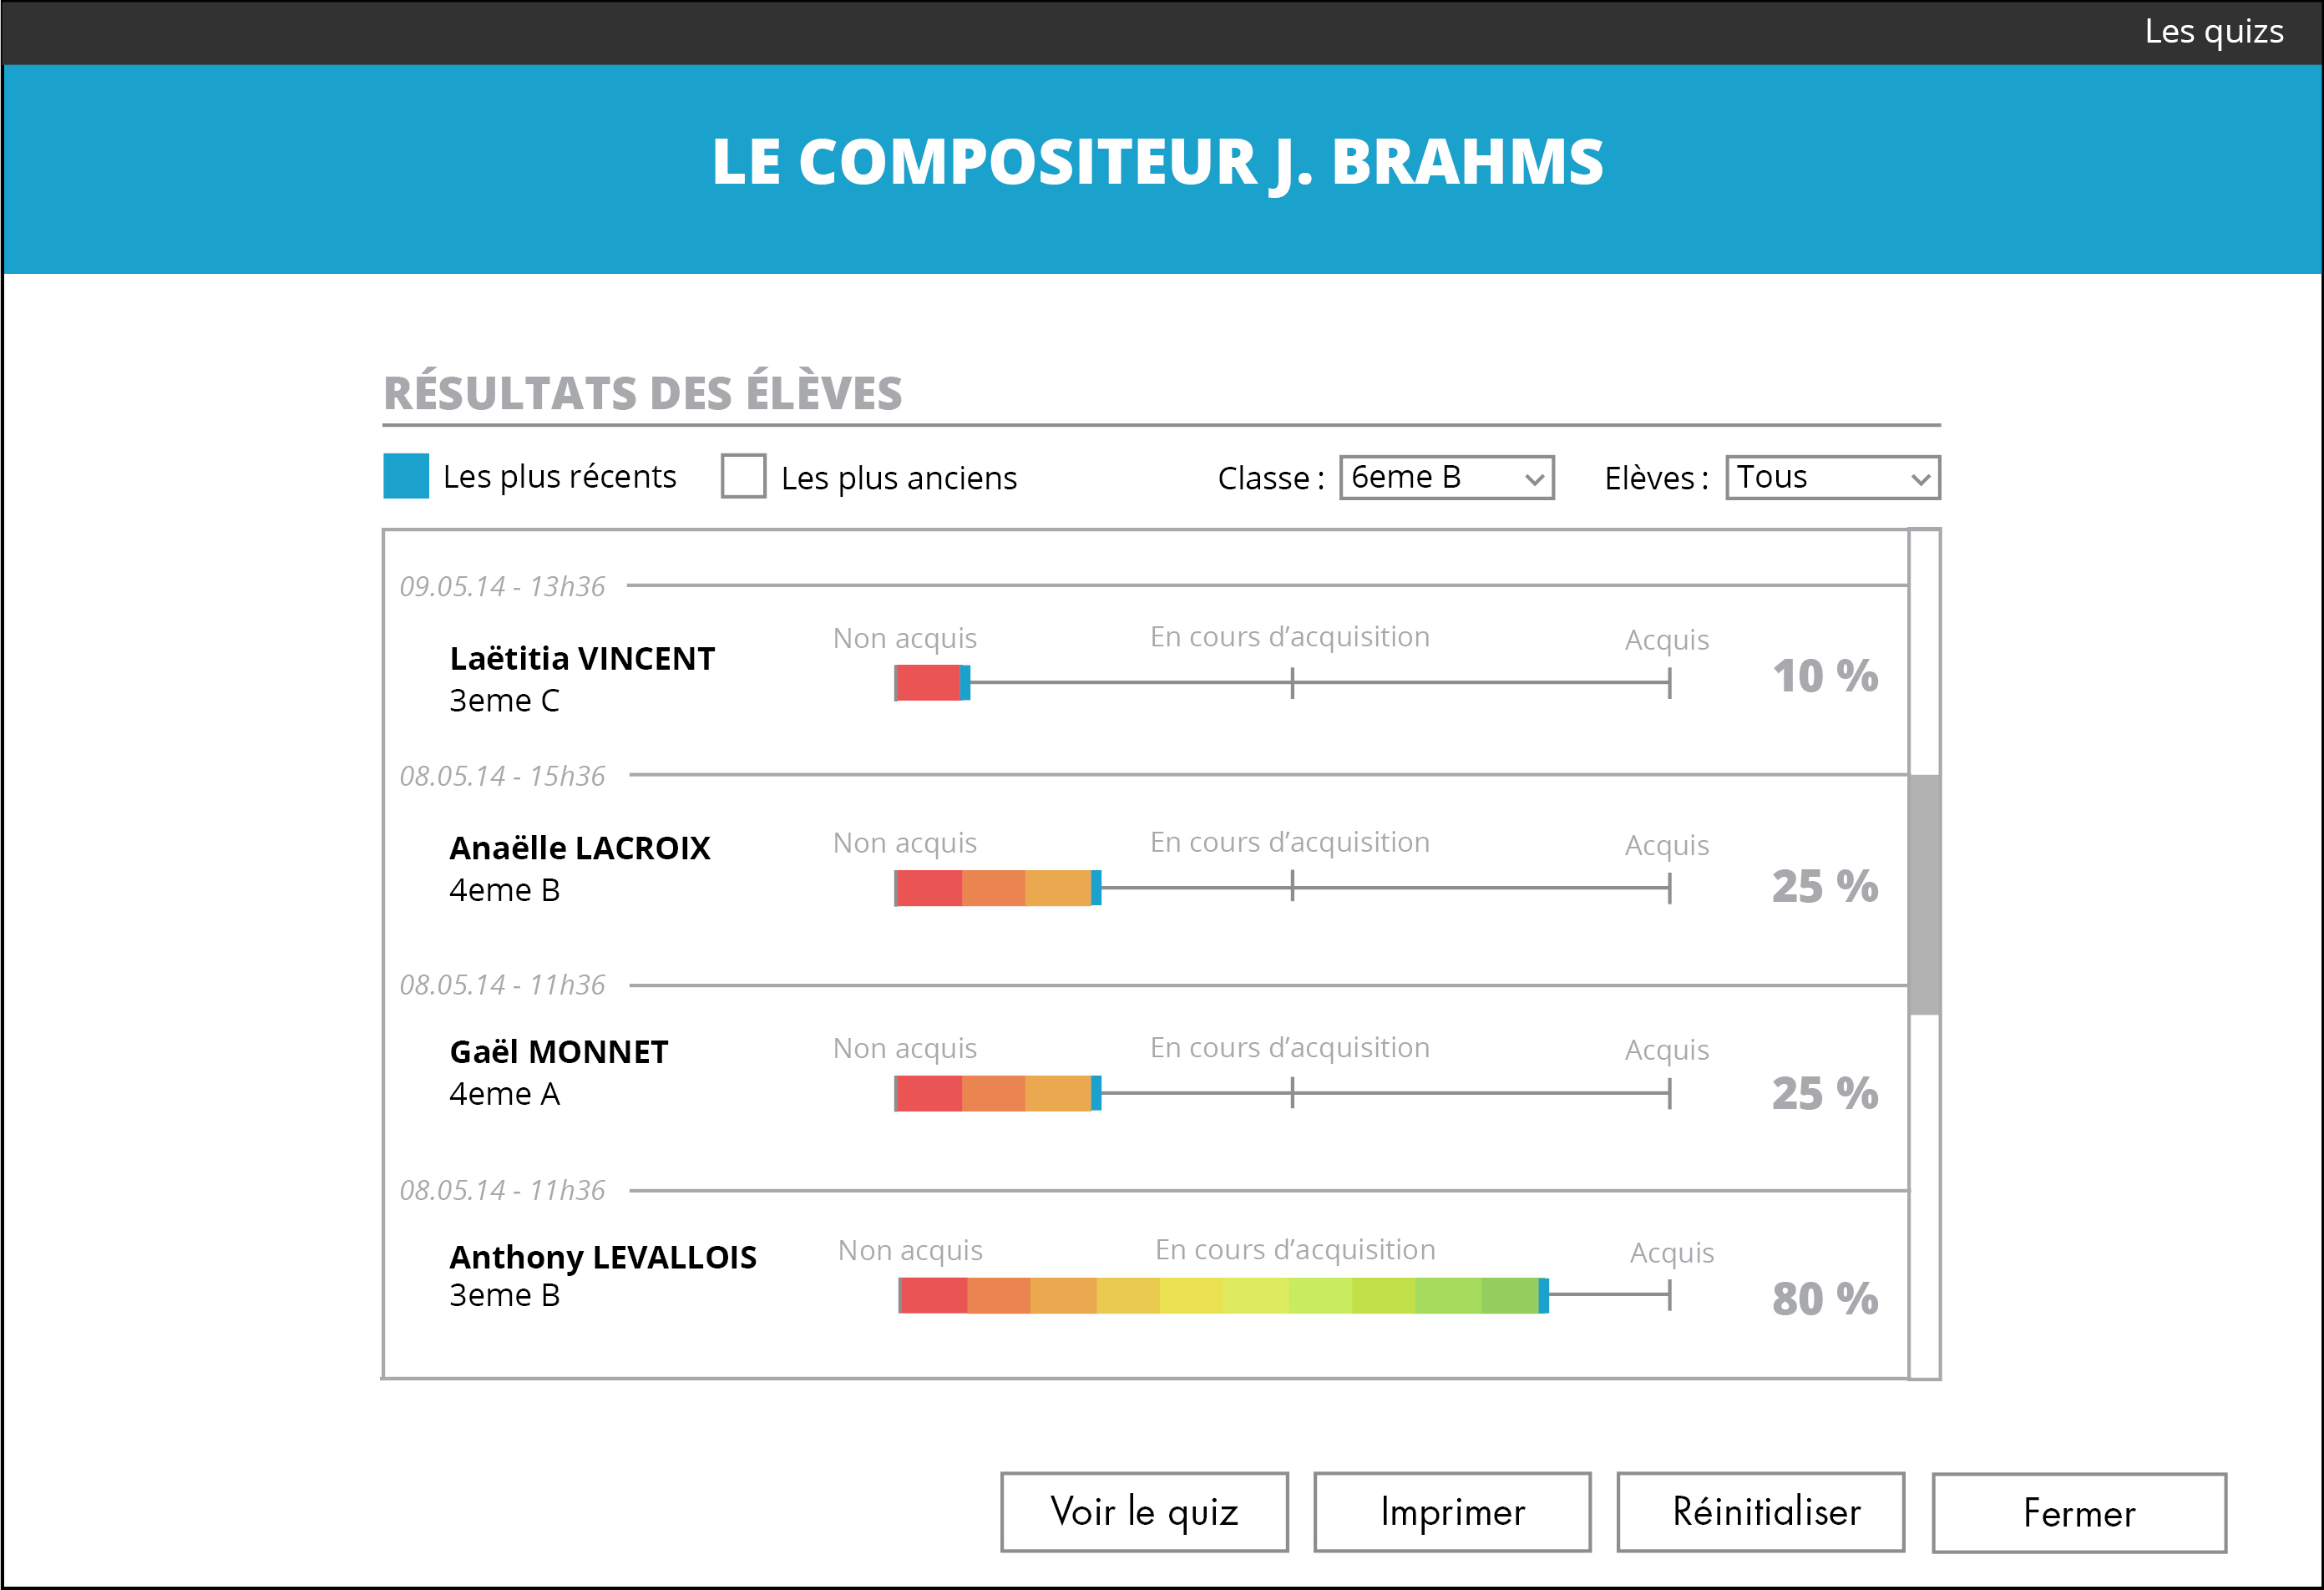 Les quizs
LE COMPOSITEUR J. BRAHMS
RÉSULTATS DES ÉLÈVES
Les plus récents
Les plus anciens
Classe :
6eme B
Elèves :
Tous
09.05.14 - 13h36
Laëtitia VINCENT
3eme C
Non acquis
En cours d’acquisition
Acquis
10 %
08.05.14 - 15h36
Anaëlle LACROIX
4eme B
Non acquis
En cours d’acquisition
Acquis
25 %
08.05.14 - 11h36
Gaël MONNET
4eme A
Non acquis
En cours d’acquisition
Acquis
25 %
08.05.14 - 11h36
Anthony LEVALLOIS
3eme B
Non acquis
En cours d’acquisition
Acquis
80 %
Voir le quiz
Imprimer
Réinitialiser
Fermer